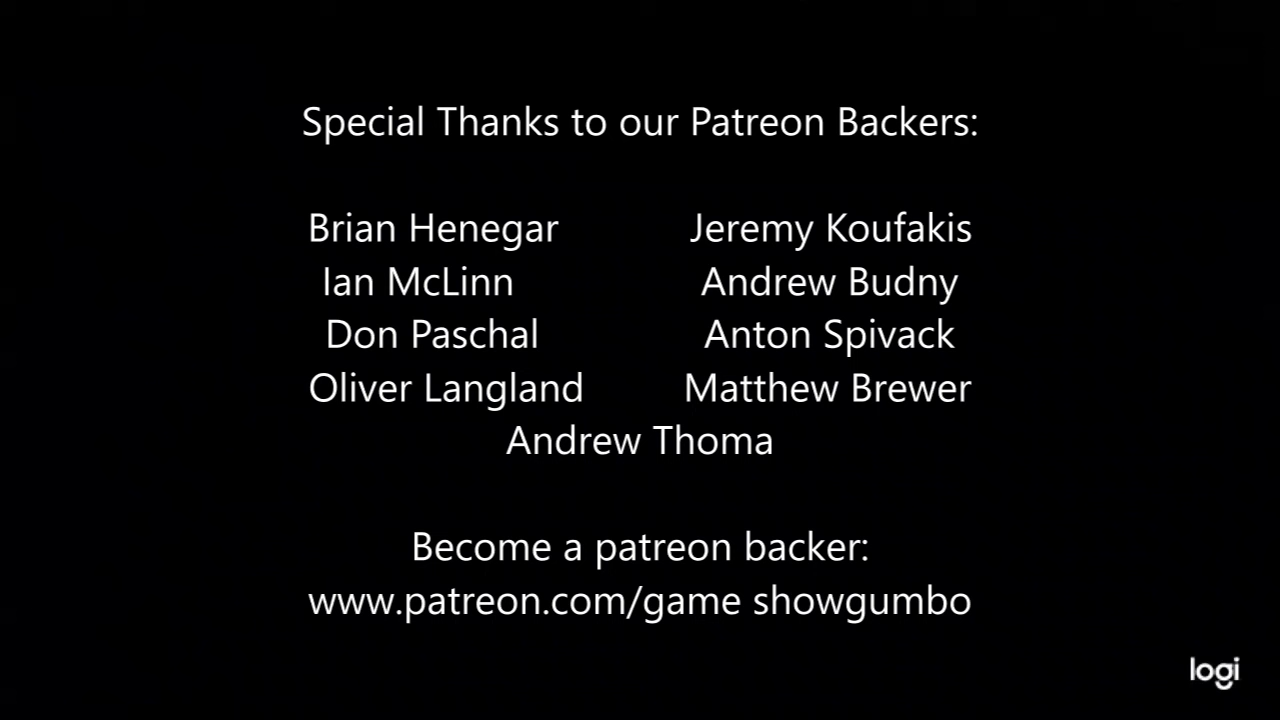 Special Thanks to our Patreon Backers:
Brian Henegar Jeremy Koufakis
Ian McLinn Andrew Budny
Don Paschal Anton Spivack
Oliver Langland Matthew Brewer
Andrew Thoma
Become a patreon backer:
www.patreon.com/game showgumbo
logi